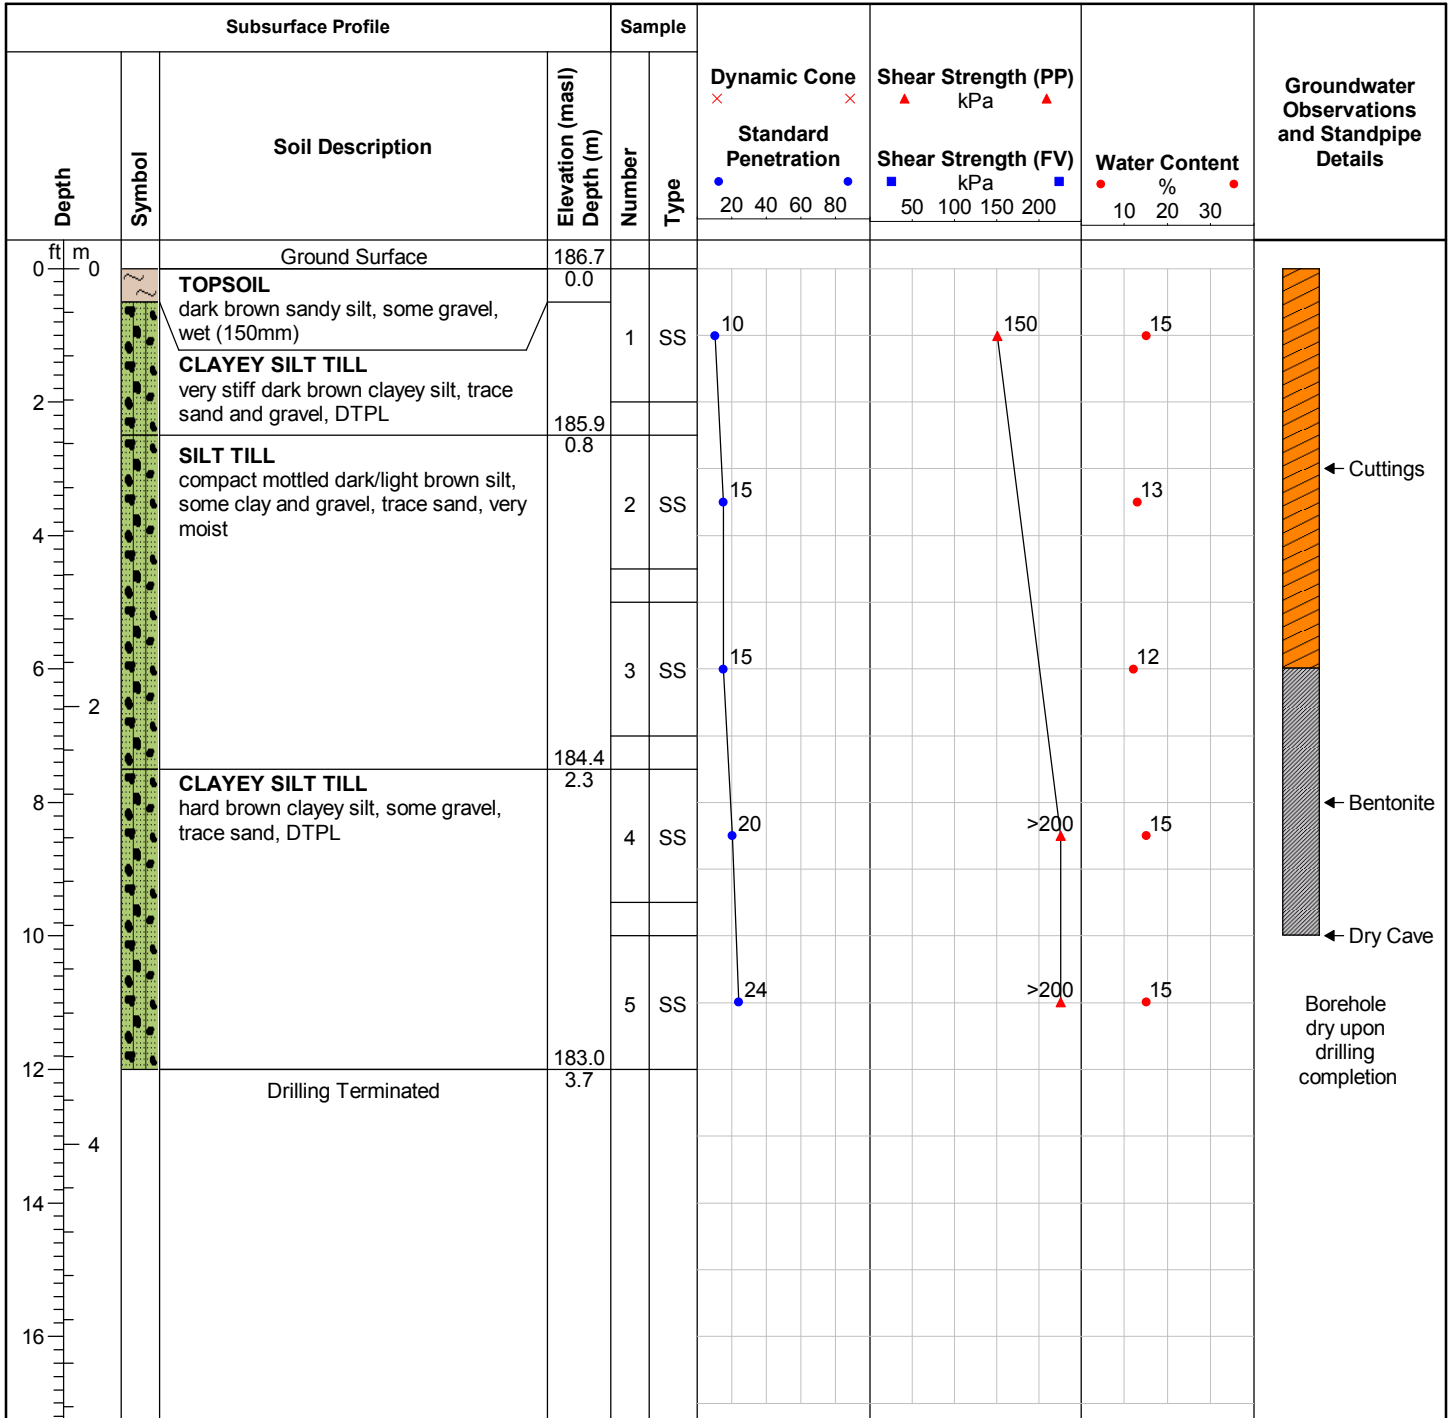 Subsurface Profile
Sample
Depth
Symbol
Soil Description
Elevation (masl)
Depth (m)
Number
Type
Dynamic Cone
Standard
Penetration
20 40 60 80
Shear Strength (PP)
kPa
Shear Strength (FV)
kPa
50 100 150 200
Water Content
%
10 20 30
Groundwater
Observations
and Standpipe
Details
ft m
Ground Surface
186.7
0 0
0.0
TOPSOIL
dark brown sandy silt, some gravel,
wet (150mm)
1 SS
10
150
15
CLAYEY SILT TILL
very stiff dark brown clayey silt, trace
sand and gravel, DTPL
2
185.9
0.8
SILT TILL
compact mottled dark/light brown silt,
some clay and gravel, trace sand, very
moist
Cuttings
2 SS
15
13
4
3 SS
15
12
6
2
184.4
2.3
CLAYEY SILT TILL
hard brown clayey silt, some gravel,
trace sand, DTPL
8
Bentonite
4 SS
20
>200
15
10
Dry Cave
5 SS
24
>200
15
Borehole
dry upon
drilling
completion
183.0
12
3.7
Drilling Terminated
4
14
16